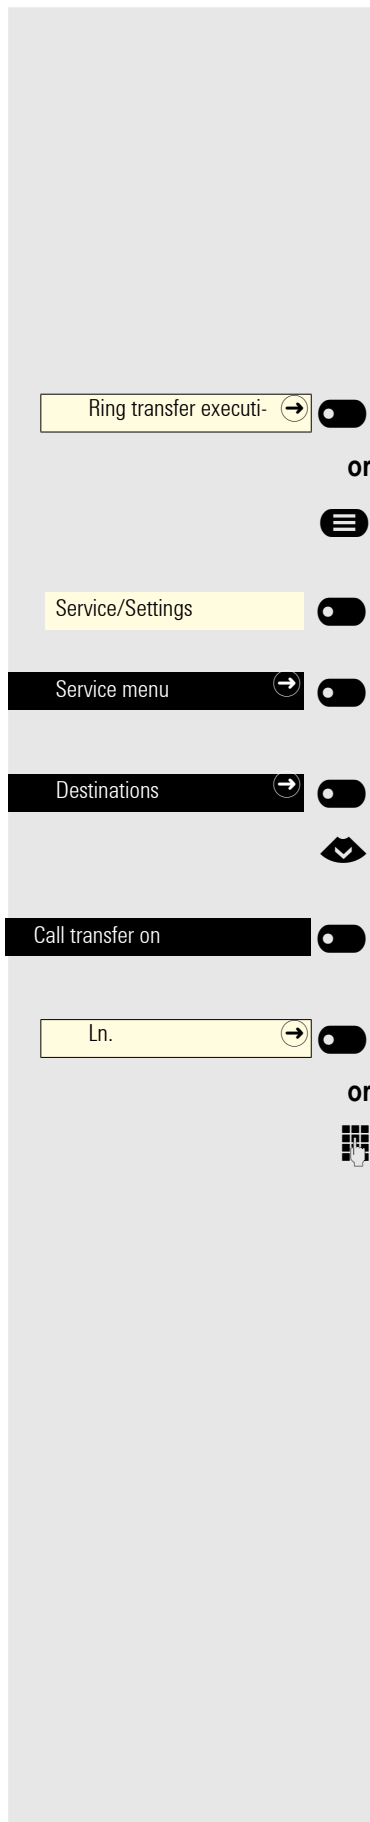 Ring transfer executi-
or
Service/Settings
Service menu
Destinations
Call transfer on
Ln.
or